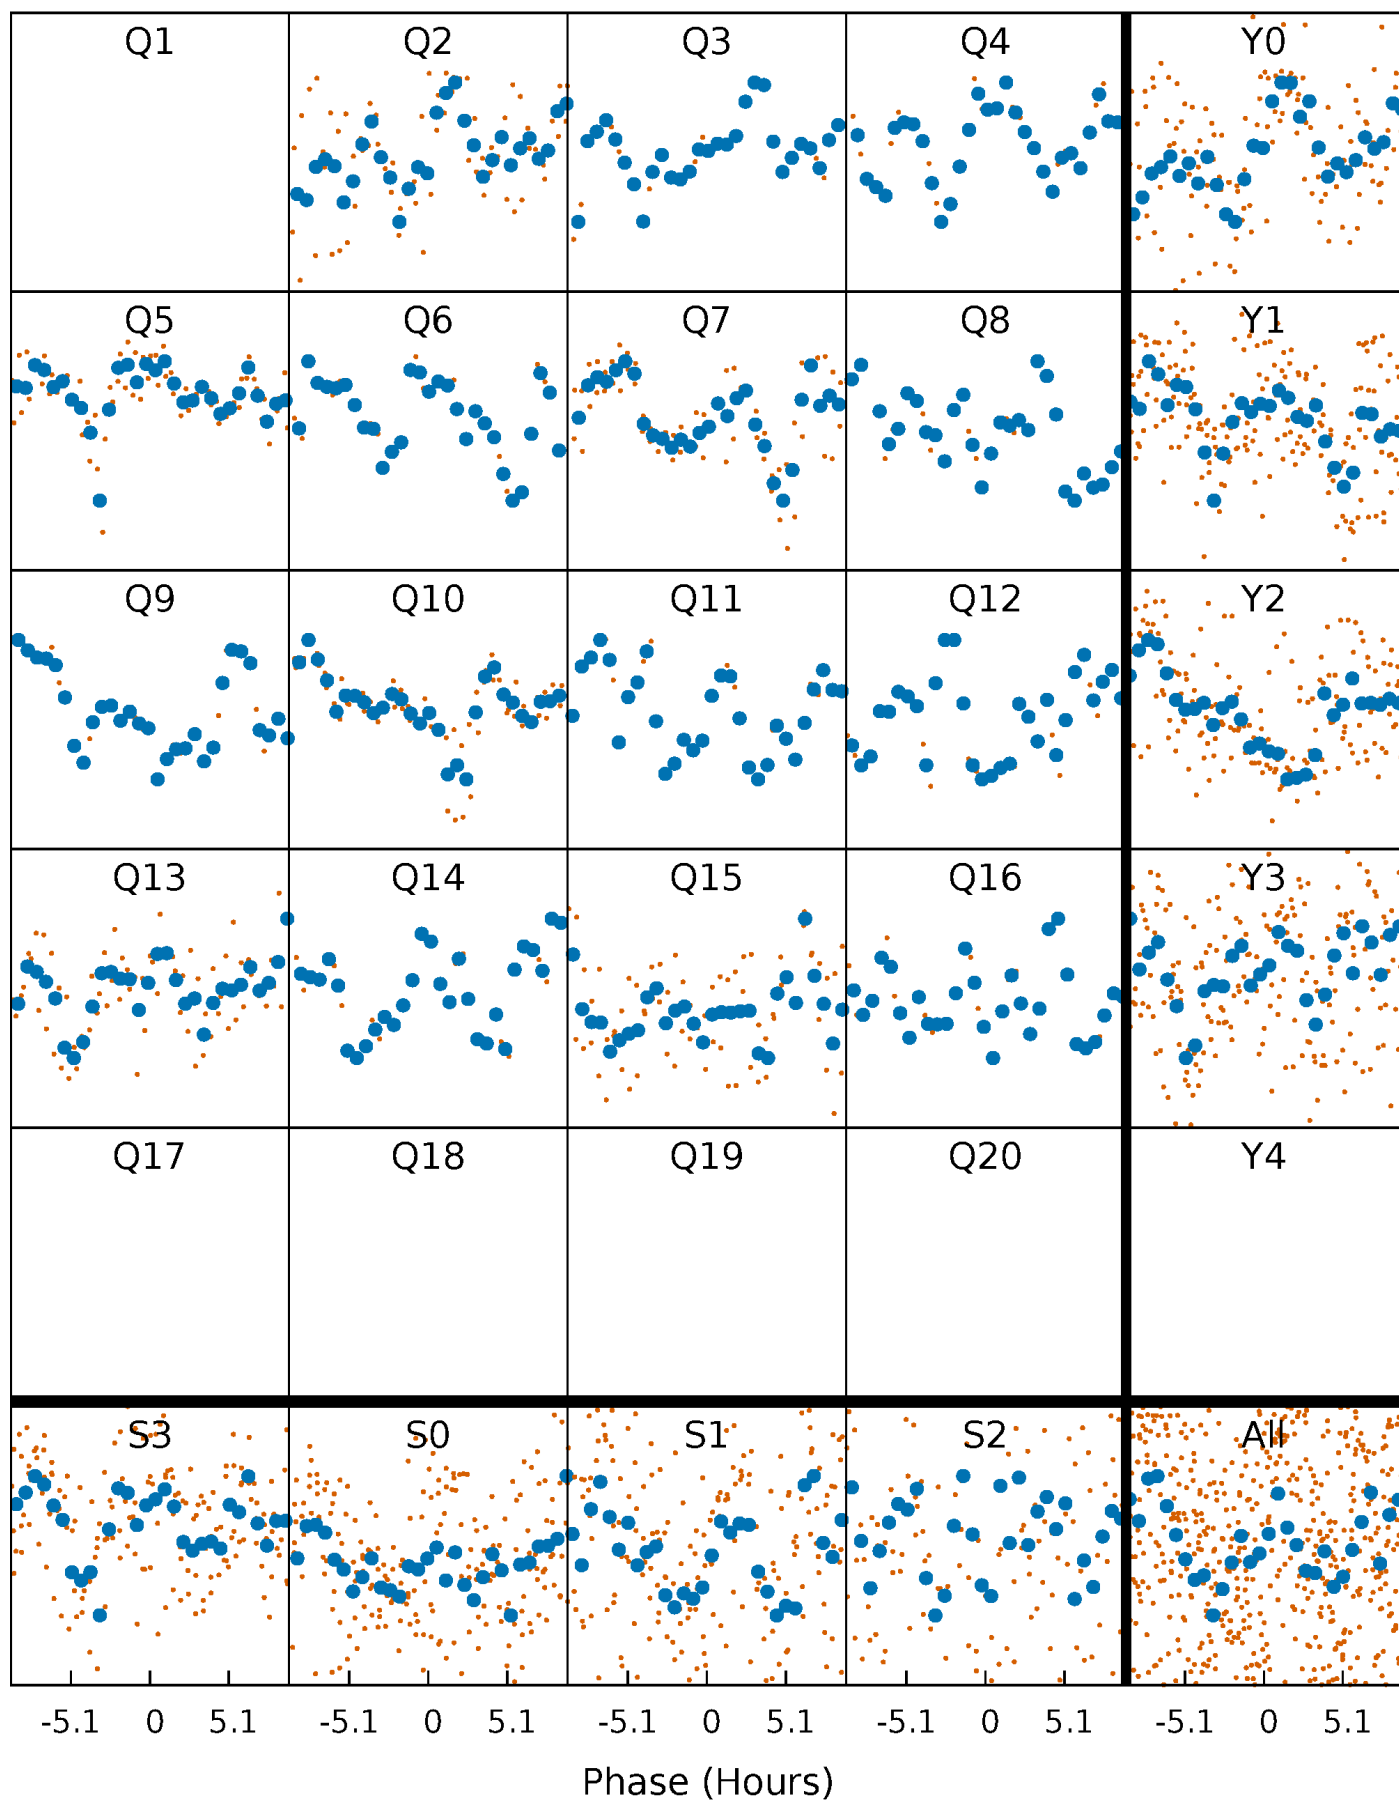 Q1 Q2 Q3 Q4 Y0
Q5 Q6 Q7 Q8 Y1
Q9 Q10 Q11 Q12 Y2
Q13 Q14 Q15 Q16 Y3
Q17 Q18 Q19 Q20 Y4
S3 S0 S1 S2 All
-5.1 0 5.1 -5.1 0 5.1 -5.1 0 5.1 -5.1 0 5.1 -5.1 0 5.1
Phase (Hours)